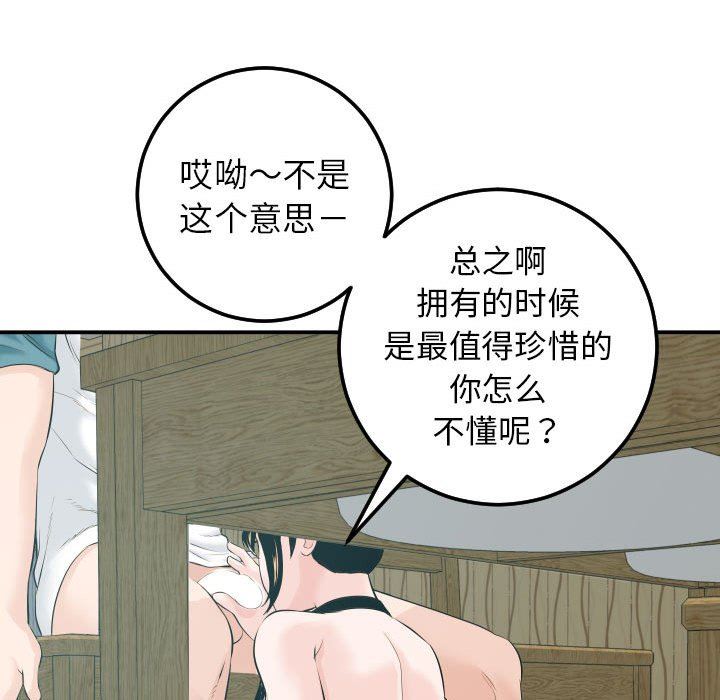 哎呦～不是
这个意思－
总之啊
拥有的时候
是最值得珍惜的
你怎么
不懂呢？